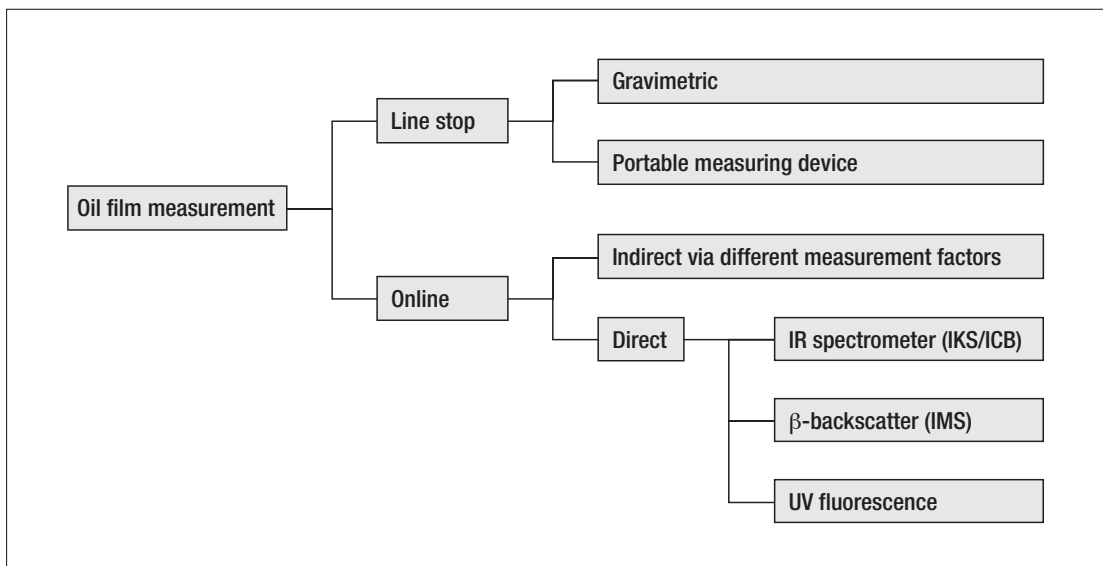 Oil film measurement
Line stop
Gravimetric
Portable measuring device
Online
Indirect via different measurement factors
Direct
IR spectrometer (IKS/ICB)
β-backscatter (IMS)
UV fluorescence